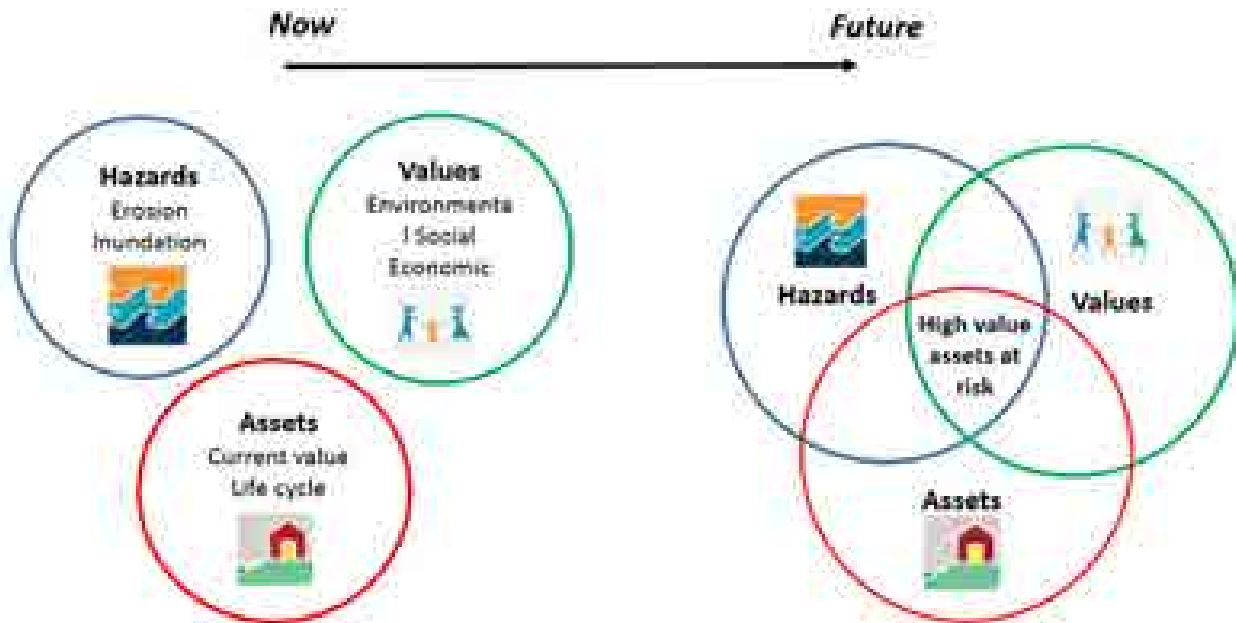 Now
Future
Hazards
Erosion
Inundation
Values
Environmenta
l Social
Economic
Assets
Current value
Life cycle
Hazards
Values
High value
assets at
risk
Assets